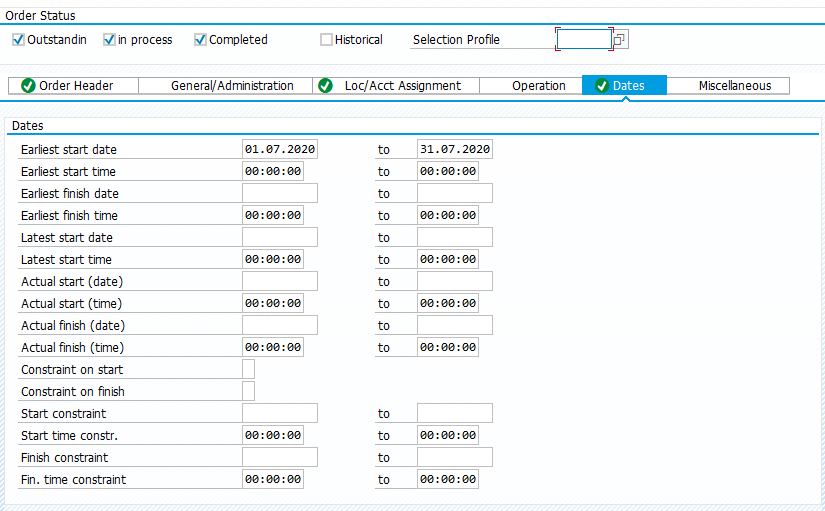 Order Status
Outstandin in process Completed Historical Selection Profile
Order Header General/Administration Loc/Acct Assignment Operation Dates Miscellaneous
Dates
Earliest start date 01.07.2020 to 31.07.2020
Earliest start time 00:00:00 to 00:00:00
Earliest finish date to
Earliest finish time 00:00:00 to 00:00:00
Latest start date to
Latest start time 00:00:00 to 00:00:00
Actual start (date) to
Actual start (time) 00:00:00 to 00:00:00
Actual finish (date) to
Actual finish (time) 00:00:00 to 00:00:00
Constraint on start
Constraint on finish
Start constraint to
Start time constr. 00:00:00 to 00:00:00
Finish constraint to
Fin. time constraint 00:00:00 to 00:00:00